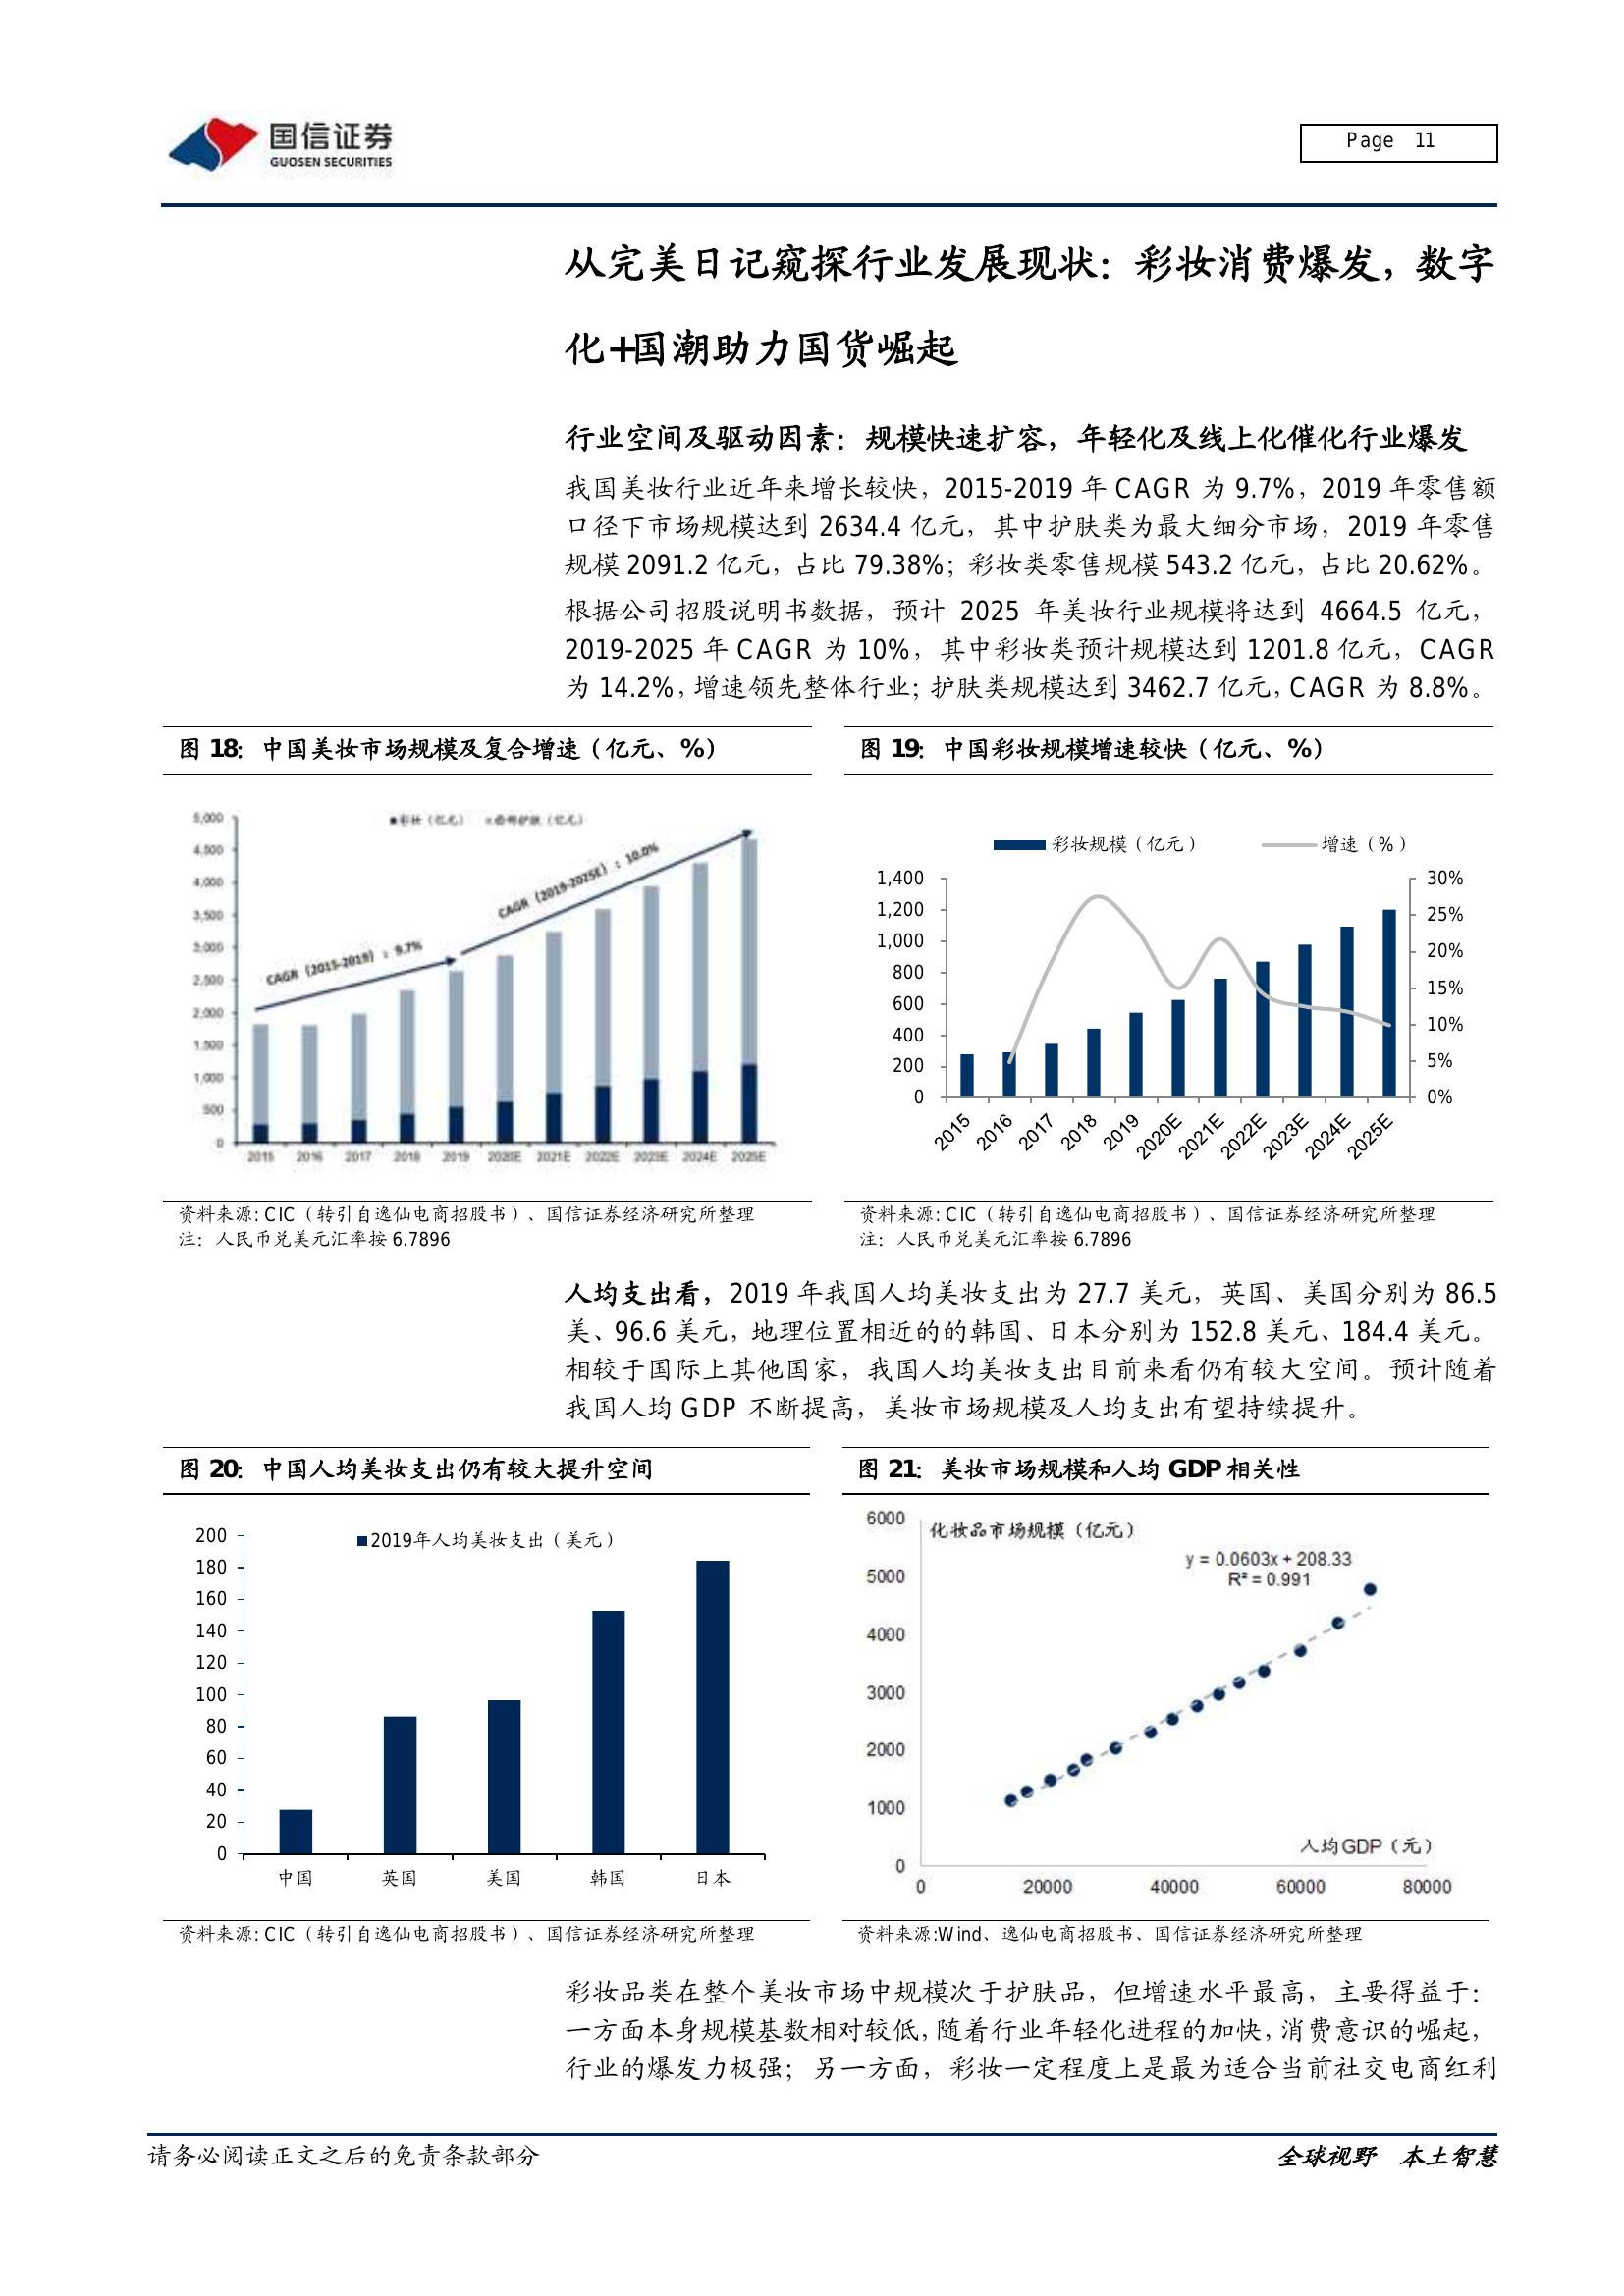 国信证券
GUOSEN SECURITIES
Page 11
从完美日记窥探行业发展现状：彩妆消费爆发，数字
化+国潮助力国货崛起
行业空间及驱动因素：规模快速扩容，年轻化及线上化催化行业爆发
我国美妆行业近年来增长较快，2015-2019 年 CAGR 为 9.7%，2019 年零售额
口径下市场规模达到 2634.4 亿元，其中护肤类为最大细分市场，2019 年零售
规模 2091.2 亿元，占比 79.38%；彩妆类零售规模 543.2 亿元，占比 20.62%。
根据公司招股说明书数据，预计 2025 年美妆行业规模将达到 4664.5 亿元，
2019-2025 年 CAGR 为 10%，其中彩妆类预计规模达到 1201.8 亿元，CAGR
为 14.2%，增速领先整体行业；护肤类规模达到 3462.7 亿元，CAGR 为 8.8%。
图 18：中国美妆市场规模及复合增速（亿元、%）
彩妆（亿元）
CAGR（2015-2019）：9.7%
CAGR（2019-2025E）：10.0%
5,000
4,500
4,000
3,500
3,000
2,500
2,000
1,500
1,000
500
0
2015 2016 2017 2018 2019 2020E 2021E 2022E 2023E 2024E 2025E
资料来源: CIC（转引自逸仙电商招股书）、国信证券经济研究所整理
注：人民币兑美元汇率按 6.7896
图 19：中国彩妆规模增速较快（亿元、%）
彩妆规模（亿元） 增速（%）
1,400
1,200
1,000
800
600
400
200
0
30%
25%
20%
15%
10%
5%
0%
2015 2016 2017 2018 2019 2020E 2021E 2022E 2023E 2024E 2025E
资料来源: CIC（转引自逸仙电商招股书）、国信证券经济研究所整理
注：人民币兑美元汇率按 6.7896
人均支出看，2019 年我国人均美妆支出为 27.7 美元，英国、美国分别为 86.5
美、96.6 美元，地理位置相近的的韩国、日本分别为 152.8 美元、184.4 美元。
相较于国际上其他国家，我国人均美妆支出目前来看仍有较大空间。预计随着
我国人均 GDP 不断提高，美妆市场规模及人均支出有望持续提升。
图 20：中国人均美妆支出仍有较大提升空间
2019年人均美妆支出（美元）
200
180
160
140
120
100
80
60
40
20
0
中国 英国 美国 韩国 日本
资料来源: CIC（转引自逸仙电商招股书）、国信证券经济研究所整理
图 21：美妆市场规模和人均 GDP 相关性
化妆品市场规模（亿元）
y = 0.0603x + 208.33
R² = 0.991
6000
5000
4000
3000
2000
1000
0
人均GDP（元）
0 20000 40000 60000 80000
资料来源:Wind、逸仙电商招股书、国信证券经济研究所整理
彩妆品类在整个美妆市场中规模次于护肤品，但增速水平最高，主要得益于：
一方面本身规模基数相对较低，随着行业年轻化进程的加快，消费意识的崛起，
行业的爆发力极强；另一方面，彩妆一定程度上是最为适合当前社交电商红利
请务必阅读正文之后的免责条款部分
全球视野 本土智慧